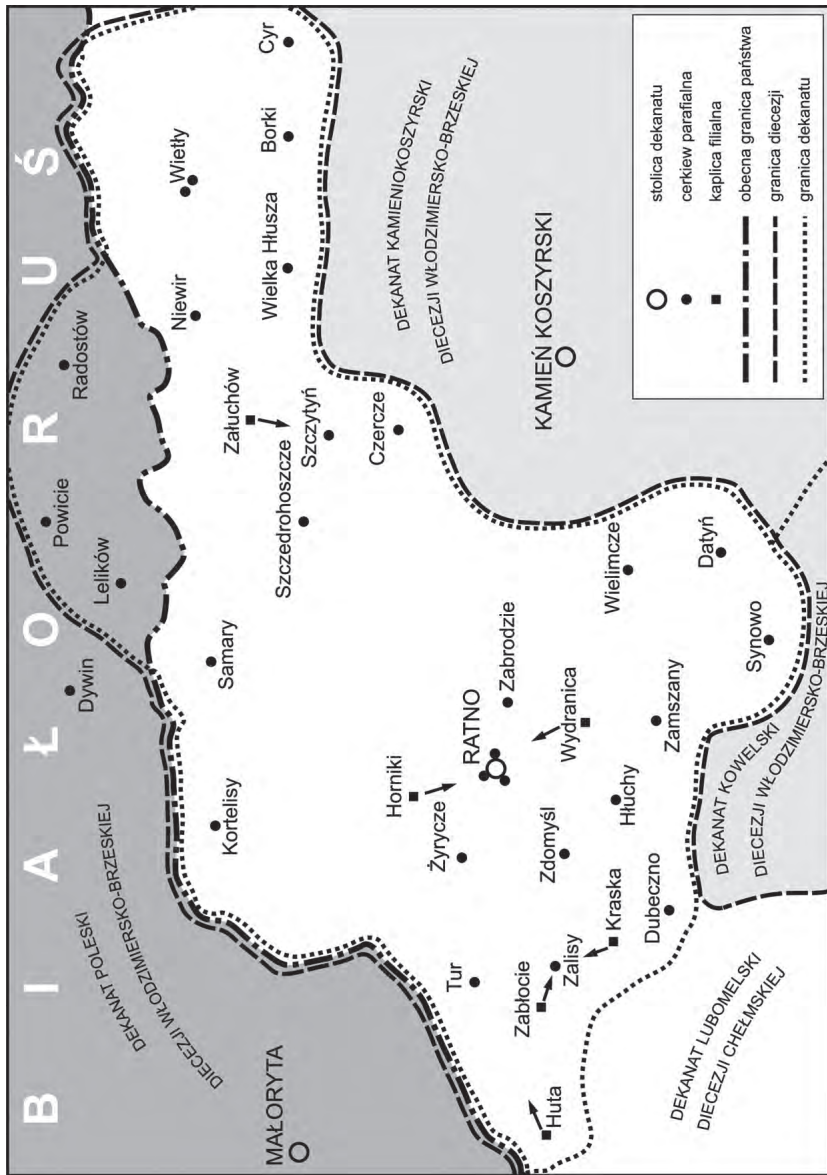 BIAŁORUŚ
DEKANAT POLESKI
DIECEZJI WŁODZIMIERSKO-BRZESKIEJ
MAŁORYTA
Dywin
Powicie
Lelików
Radostów
Kortelisy
Samary
Niewir
Wietły
Załuchów
Szczedrohoszcze
Szczytyń
Czercze
Wielka Hłusza
Borki
Cyr
DEKANAT KAMIENIOKOSZYRSKI
DIECEZJI WŁODZIMIERSKO-BRZESKIEJ
KAMIEŃ KOSZYRSKI
Horniki
RATNO
Żyrycze
Zabrodzie
Tur
Zdomyśl
Wydranica
Wielimcze
Zabłocie
Zalisy
Kraska
Hłuchy
Zamszany
Datyń
Huta
Dubeczno
Synowo
DEKANAT KOWELSKI
DIECEZJI WŁODZIMIERSKO-BRZESKIEJ
DEKANAT LUBOMELSKI
DIECEZJI CHEŁMSKIEJ
stolica dekanatu
cerkiew parafialna
kaplica filialna
obecna granica państwa
granica diecezji
granica dekanatu